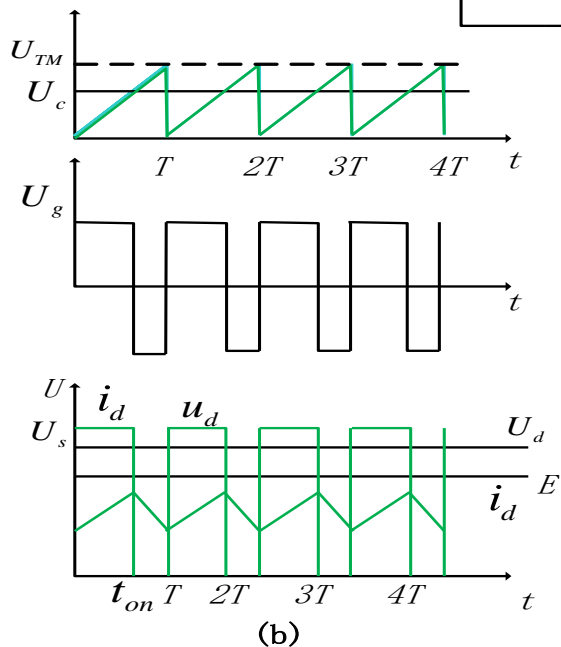 U_TM
U_c
T 2T 3T 4T t
U_g
t
U i_d u_d
U_s U_d
E
i_d
t_on T 2T 3T 4T t
(b)